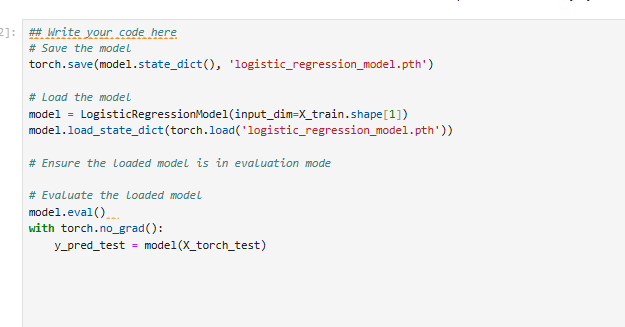 2]:
## Write your code here
# Save the model
torch.save(model.state_dict(), 'logistic_regression_model.pth')
# Load the model
model = LogisticRegressionModel(input_dim=X_train.shape[1])
model.load_state_dict(torch.load('logistic_regression_model.pth'))
# Ensure the loaded model is in evaluation mode
# Evaluate the loaded model
model.eval()
with torch.no_grad():
    y_pred_test = model(X_torch_test)